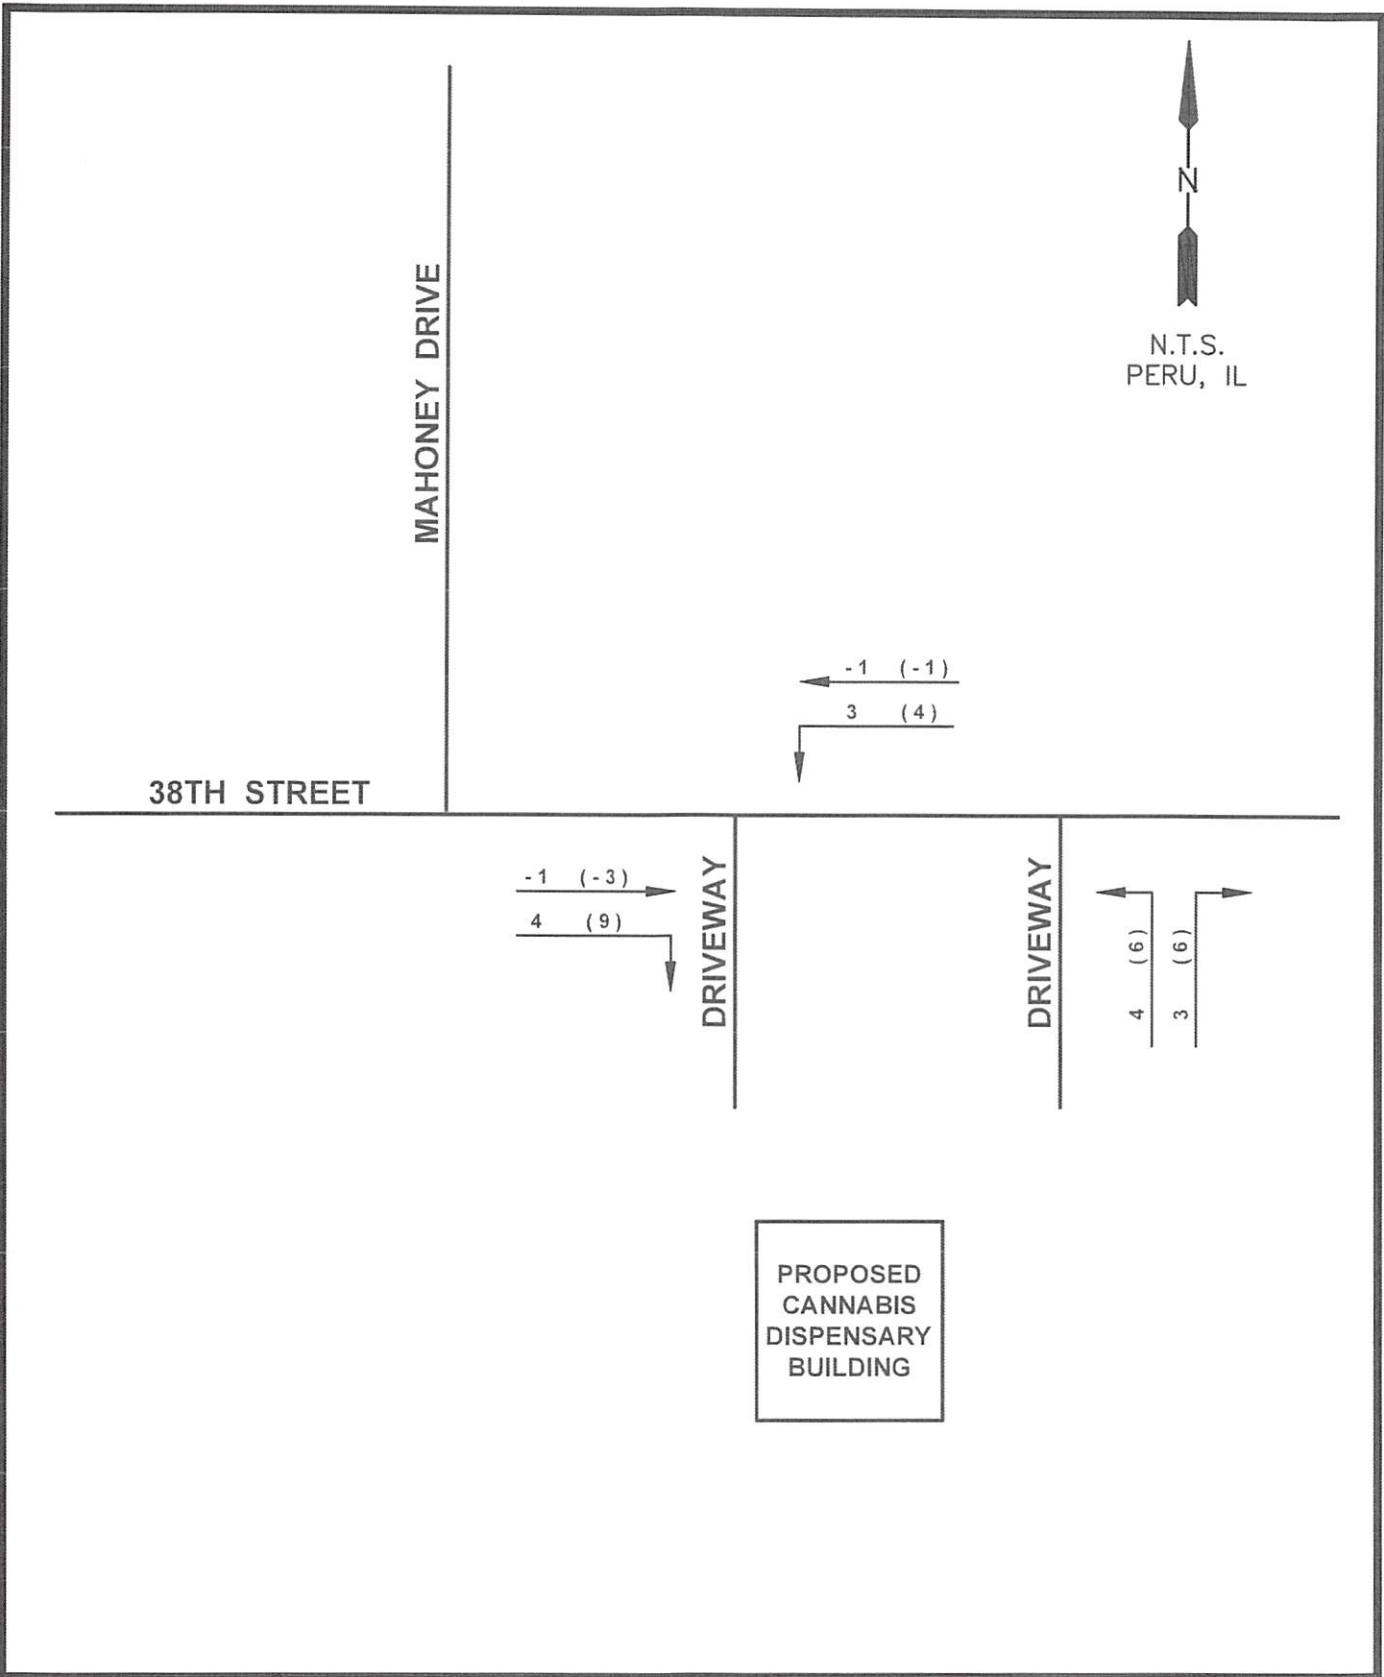 N
N.T.S.
PERU, IL
MAHONEY DRIVE
-1 (-1)
3 (4)
38TH STREET
-1 (-3)
4 (9)
DRIVEWAY
DRIVEWAY
4 (6)
3 (6)
PROPOSED
CANNABIS
DISPENSARY
BUILDING